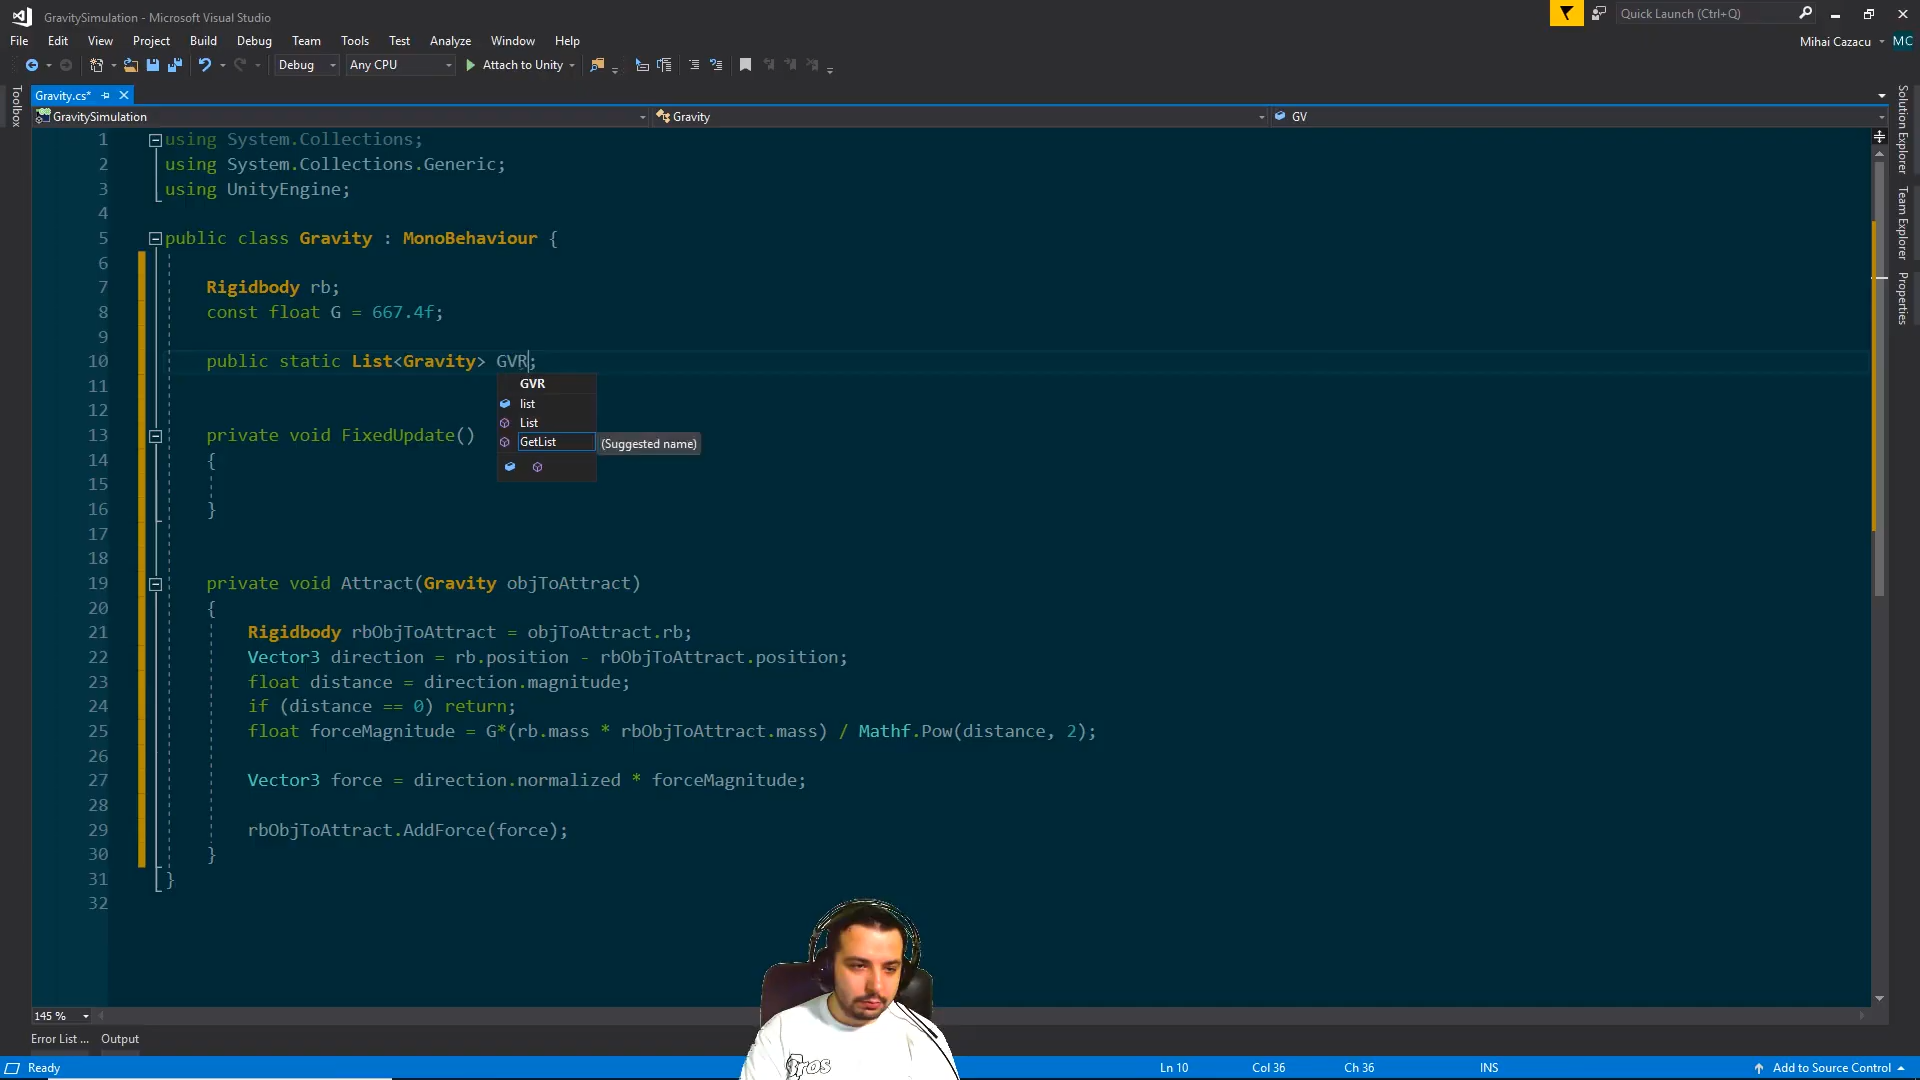 GravitySimulation - Microsoft Visual Studio
Quick Launch (Ctrl+Q)
File Edit View Project Build Debug Team Tools Test Analyze Window Help
Mihai Cazacu MC
Debug Any CPU Attach to Unity
Gravity.cs*
GravitySimulation Gravity GV
Toolbox
Solution Explorer
Team Explorer
Properties
1 using System.Collections;
2 using System.Collections.Generic;
3 using UnityEngine;
4
5 public class Gravity : MonoBehaviour {
6
7 Rigidbody rb;
8 const float G = 667.4f;
9
10 public static List<Gravity> GVR;
GVR
11
list
12
List
13 private void FixedUpdate()
GetList (Suggested name)
14 {
15
16 }
17
18
19 private void Attract(Gravity objToAttract)
20 {
21 Rigidbody rbObjToAttract = objToAttract.rb;
22 Vector3 direction = rb.position - rbObjToAttract.position;
23 float distance = direction.magnitude;
24 if (distance == 0) return;
25 float forceMagnitude = G*(rb.mass * rbObjToAttract.mass) / Mathf.Pow(distance, 2);
26
27 Vector3 force = direction.normalized * forceMagnitude;
28
29 rbObjToAttract.AddForce(force);
30 }
31 }
32
145 %
Error List ... Output
Ready Ln 10 Col 36 Ch 36 INS Add to Source Control